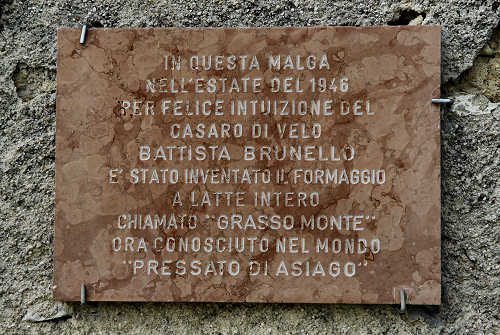 IN QUESTA MALGA
NELL'ESTATE DEL 1946
PER FELICE INTUIZIONE DEL
CASARO DI VELO
BATTISTA BRUNELLO
E' STATO INVENTATO IL FORMAGGIO
A LATTE INTERO
CHIAMATO "GRASSO MONTE"
ORA CONOSCIUTO NEL MONDO
"PRESSATO DI ASIAGO"